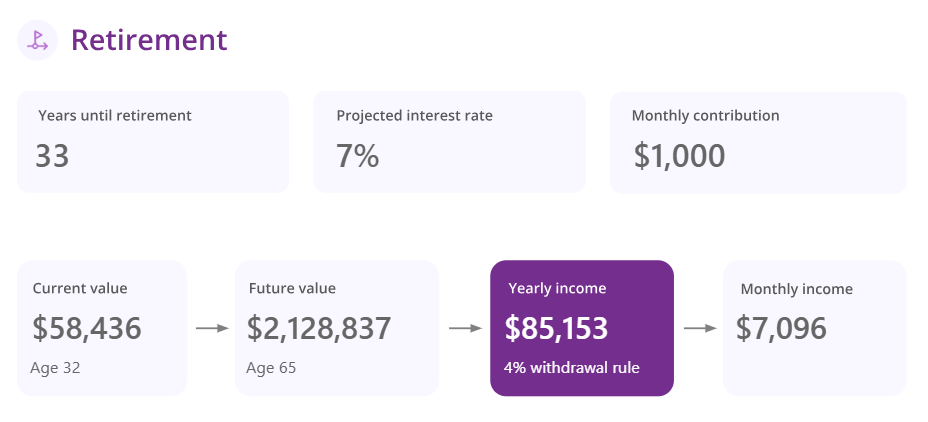 Retirement
Years until retirement
33
Projected interest rate
7%
Monthly contribution
$1,000
Current value
$58,436
Age 32
Future value
$2,128,837
Age 65
Yearly income
$85,153
4% withdrawal rule
Monthly income
$7,096